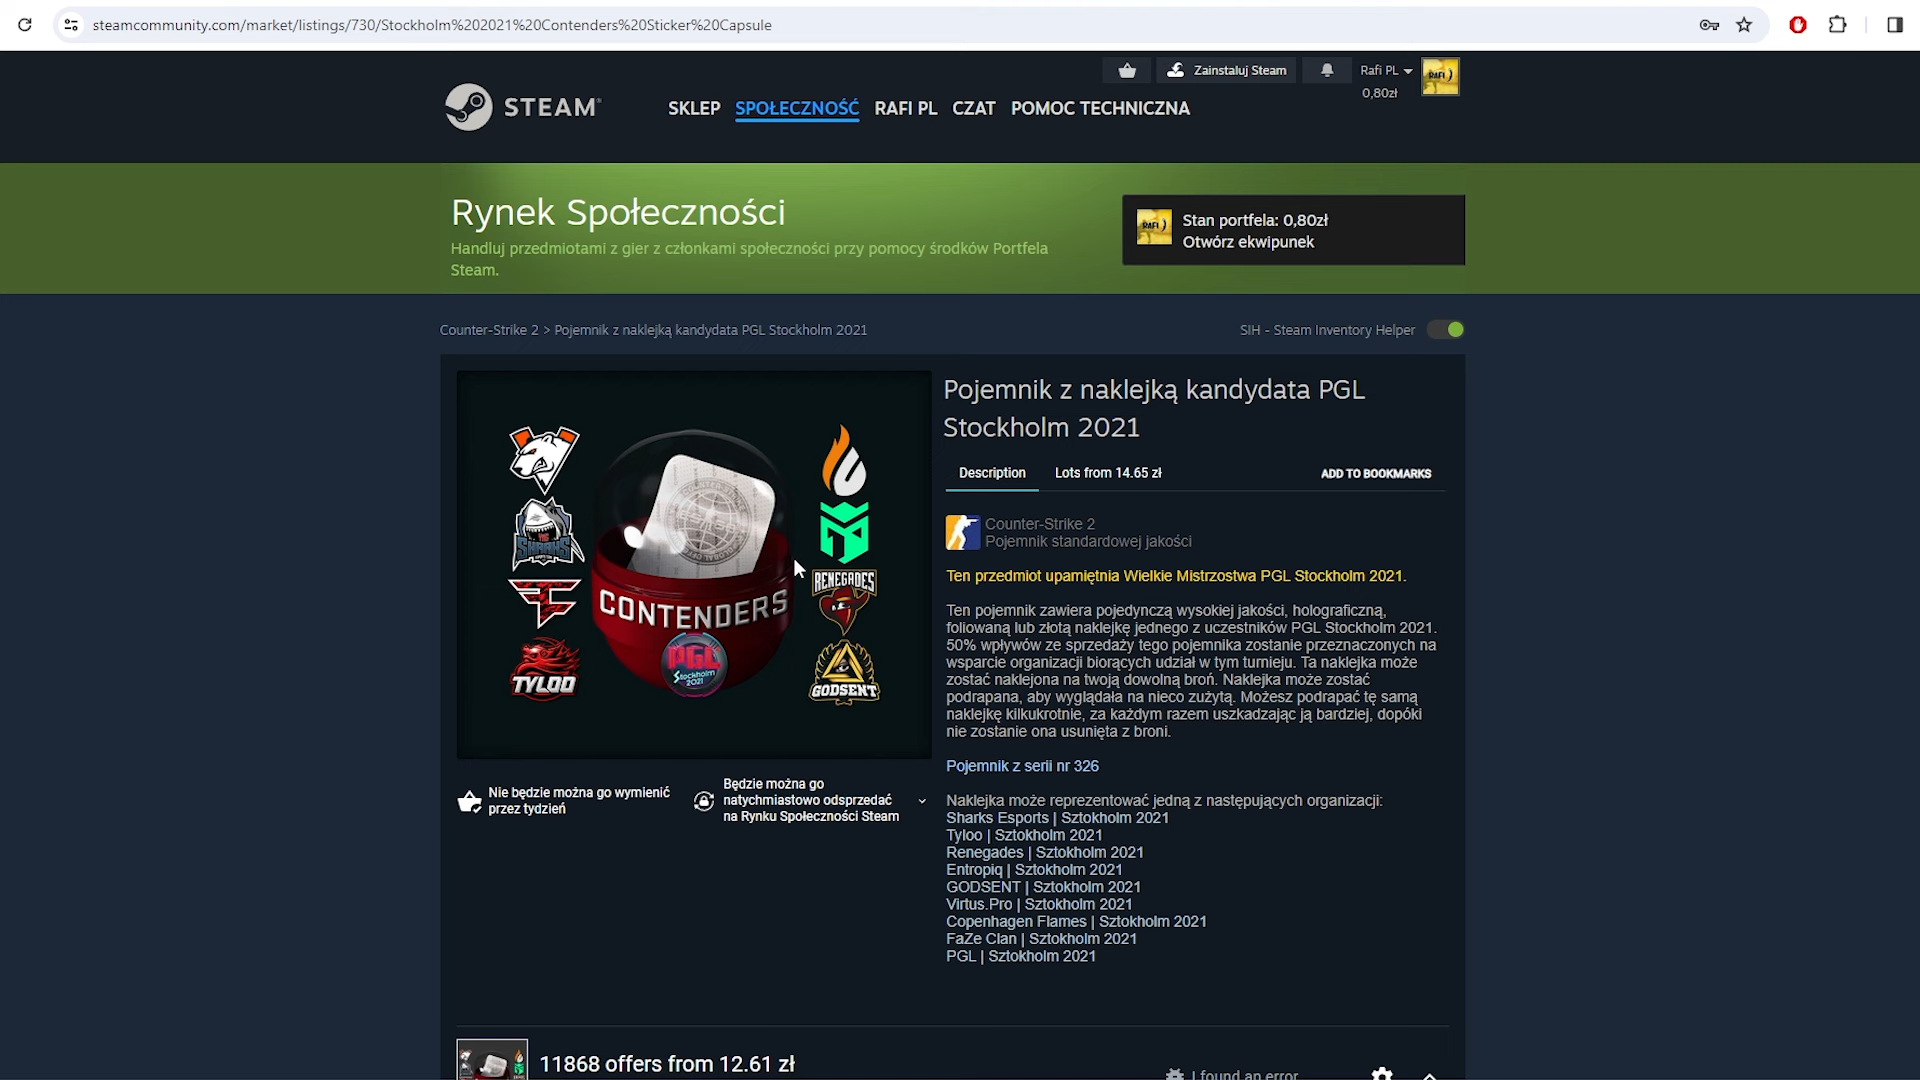 steamcommunity.com/market/listings/730/Stockholm%202021%20Contenders%20Sticker%20Capsule
Zainstaluj Steam
Rafi PL
0,80zł
RAFI )
STEAM®
SKLEP SPOŁECZNOŚĆ RAFI PL CZAT POMOC TECHNICZNA
Rynek Społeczności
Handluj przedmiotami z gier z członkami społeczności przy pomocy środków Portfela
Steam.
RAFI )
Stan portfela: 0,80zł
Otwórz ekwipunek
Counter-Strike 2 > Pojemnik z naklejką kandydata PGL Stockholm 2021
SIH - Steam Inventory Helper
SHARKS
TYLOO
CONTENDERS
PGL
Stockholm
2021
RENEGADES
GODSENT
Pojemnik z naklejką kandydata PGL
Stockholm 2021
Description Lots from 14.65 zł ADD TO BOOKMARKS
Counter-Strike 2
Pojemnik standardowej jakości
Ten przedmiot upamiętnia Wielkie Mistrzostwa PGL Stockholm 2021.
Ten pojemnik zawiera pojedynczą wysokiej jakości, holograficzną,
foliowaną lub złotą naklejkę jednego z uczestników PGL Stockholm 2021.
50% wpływów ze sprzedaży tego pojemnika zostanie przeznaczonych na
wsparcie organizacji biorących udział w tym turnieju. Ta naklejka może
zostać naklejona na twoją dowolną broń. Naklejka może zostać
podrapana, aby wyglądała na nieco zużytą. Możesz podrapać tę samą
naklejkę kilkukrotnie, za każdym razem uszkadzając ją bardziej, dopóki
nie zostanie ona usunięta z broni.
Pojemnik z serii nr 326
Naklejka może reprezentować jedną z następujących organizacji:
Sharks Esports | Sztokholm 2021
Tyloo | Sztokholm 2021
Renegades | Sztokholm 2021
Entropiq | Sztokholm 2021
GODSENT | Sztokholm 2021
Virtus.Pro | Sztokholm 2021
Copenhagen Flames | Sztokholm 2021
FaZe Clan | Sztokholm 2021
PGL | Sztokholm 2021
Nie będzie można go wymienić
przez tydzień
Będzie można go
natychmiastowo odsprzedać
na Rynku Społeczności Steam
11868 offers from 12.61 zł
I found an error